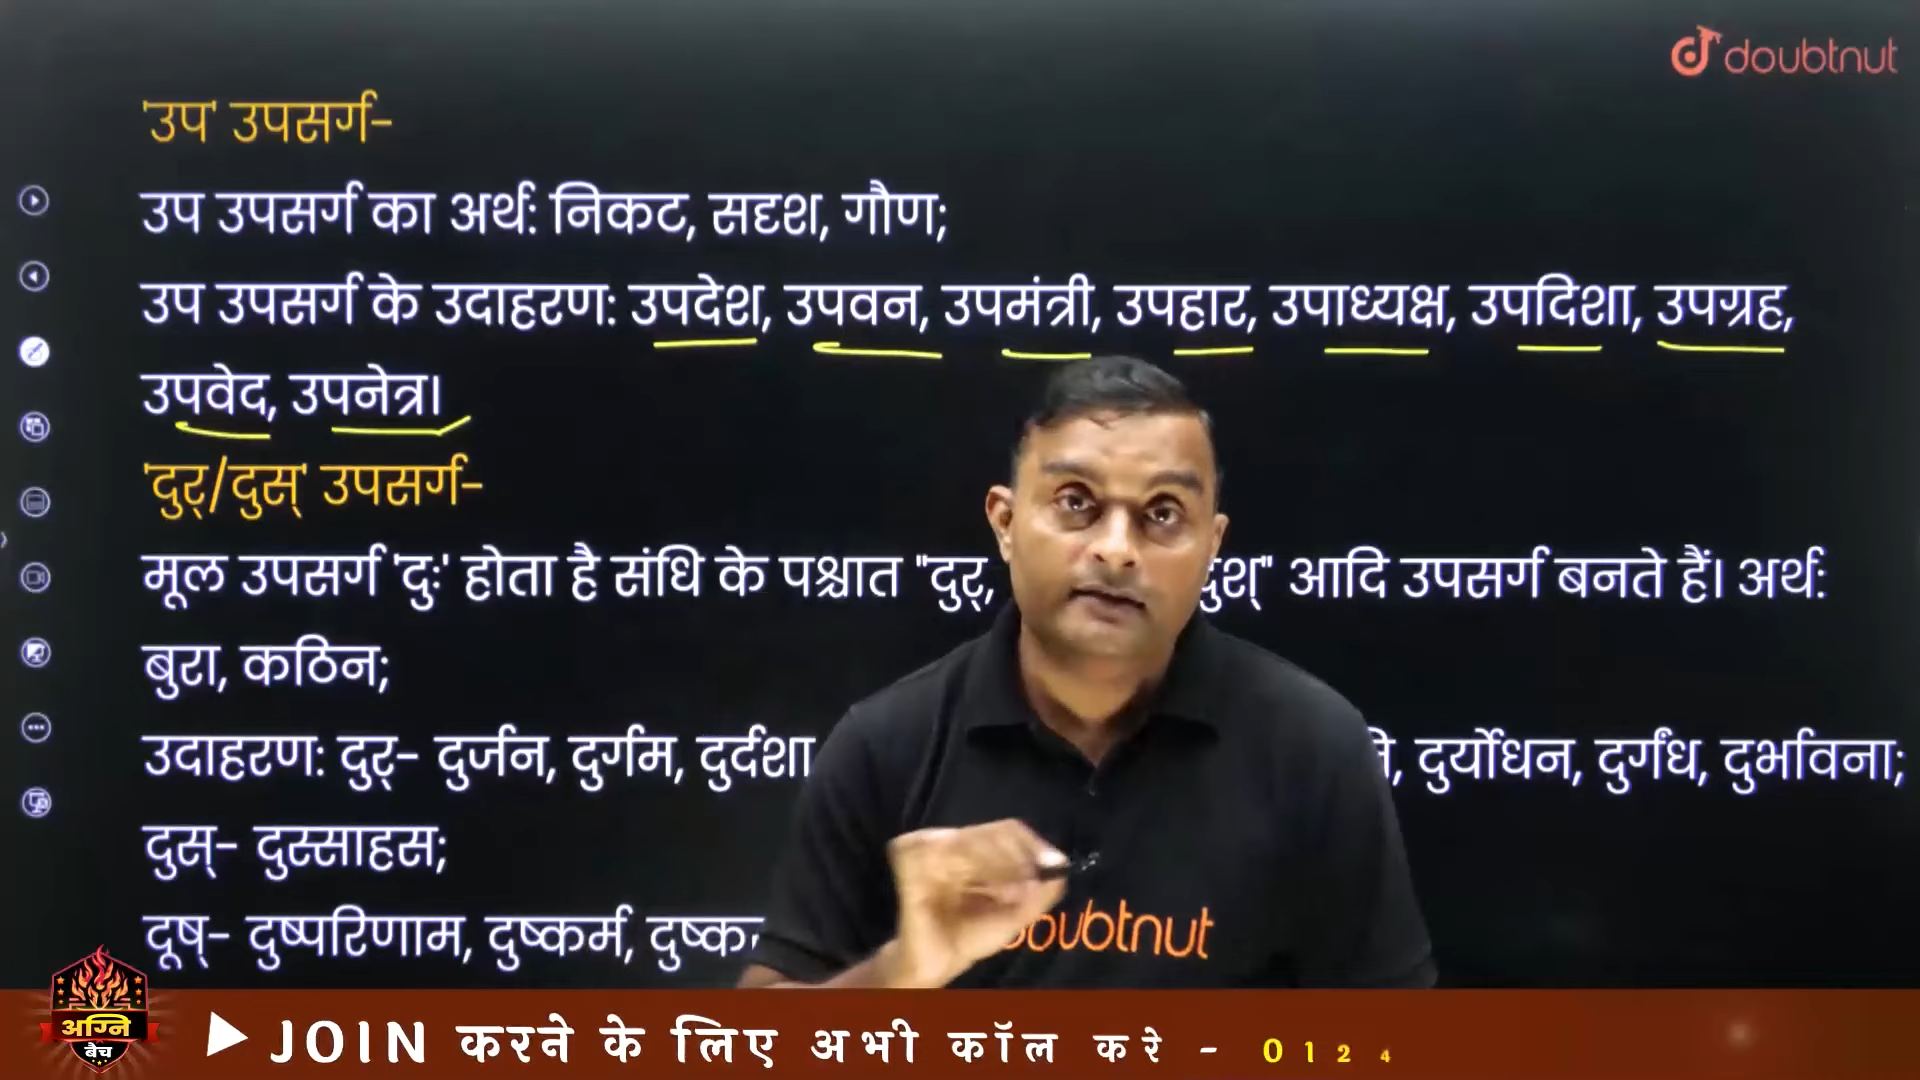 doubtnut
'उप' उपसर्ग-
उप उपसर्ग का अर्थ: निकट, सदृश, गौण;
उप उपसर्ग के उदाहरण: उपदेश, उपवन, उपमंत्री, उपहार, उपाध्यक्ष, उपदिशा, उपग्रह,
उपवेद, उपनेत्र।
'दुर्/दुस्' उपसर्ग-
मूल उपसर्ग 'दुः' होता है संधि के पश्चात "दुर्, दुश्" आदि उपसर्ग बनते हैं। अर्थ:
बुरा, कठिन;
उदाहरण: दुर्- दुर्जन, दुर्गम, दुर्दशा, दुर्योधन, दुर्गंध, दुर्भावना;
दुस्- दुस्साहस;
दूष्- दुष्परिणाम, दुष्कर्म,
doubtnut
अग्नि
बैच
JOIN करने के लिए अभी कॉल करे - 0124